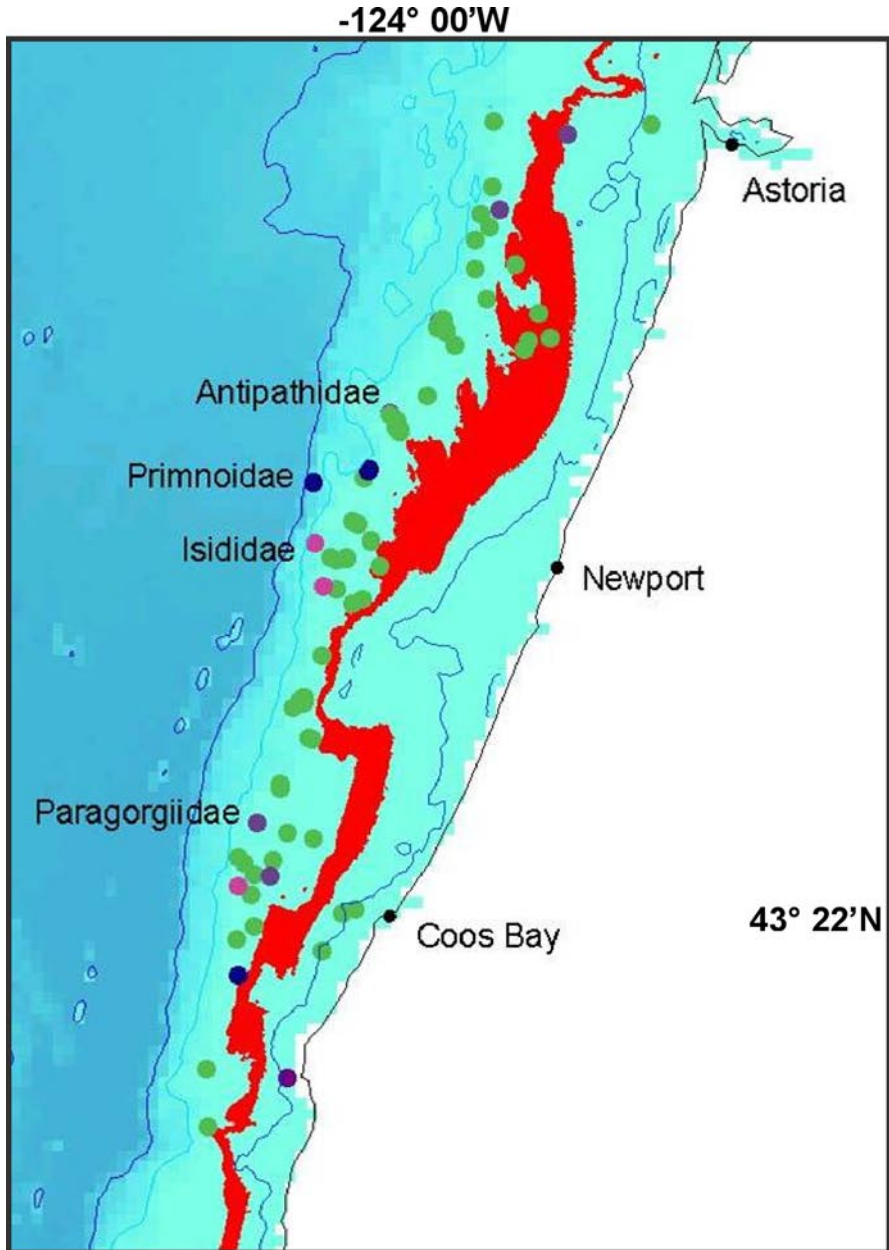 -124° 00’W
Astoria
Antipathidae
Primnoidae
Isididae
Newport
Paragorgiidae
43° 22’N
Coos Bay